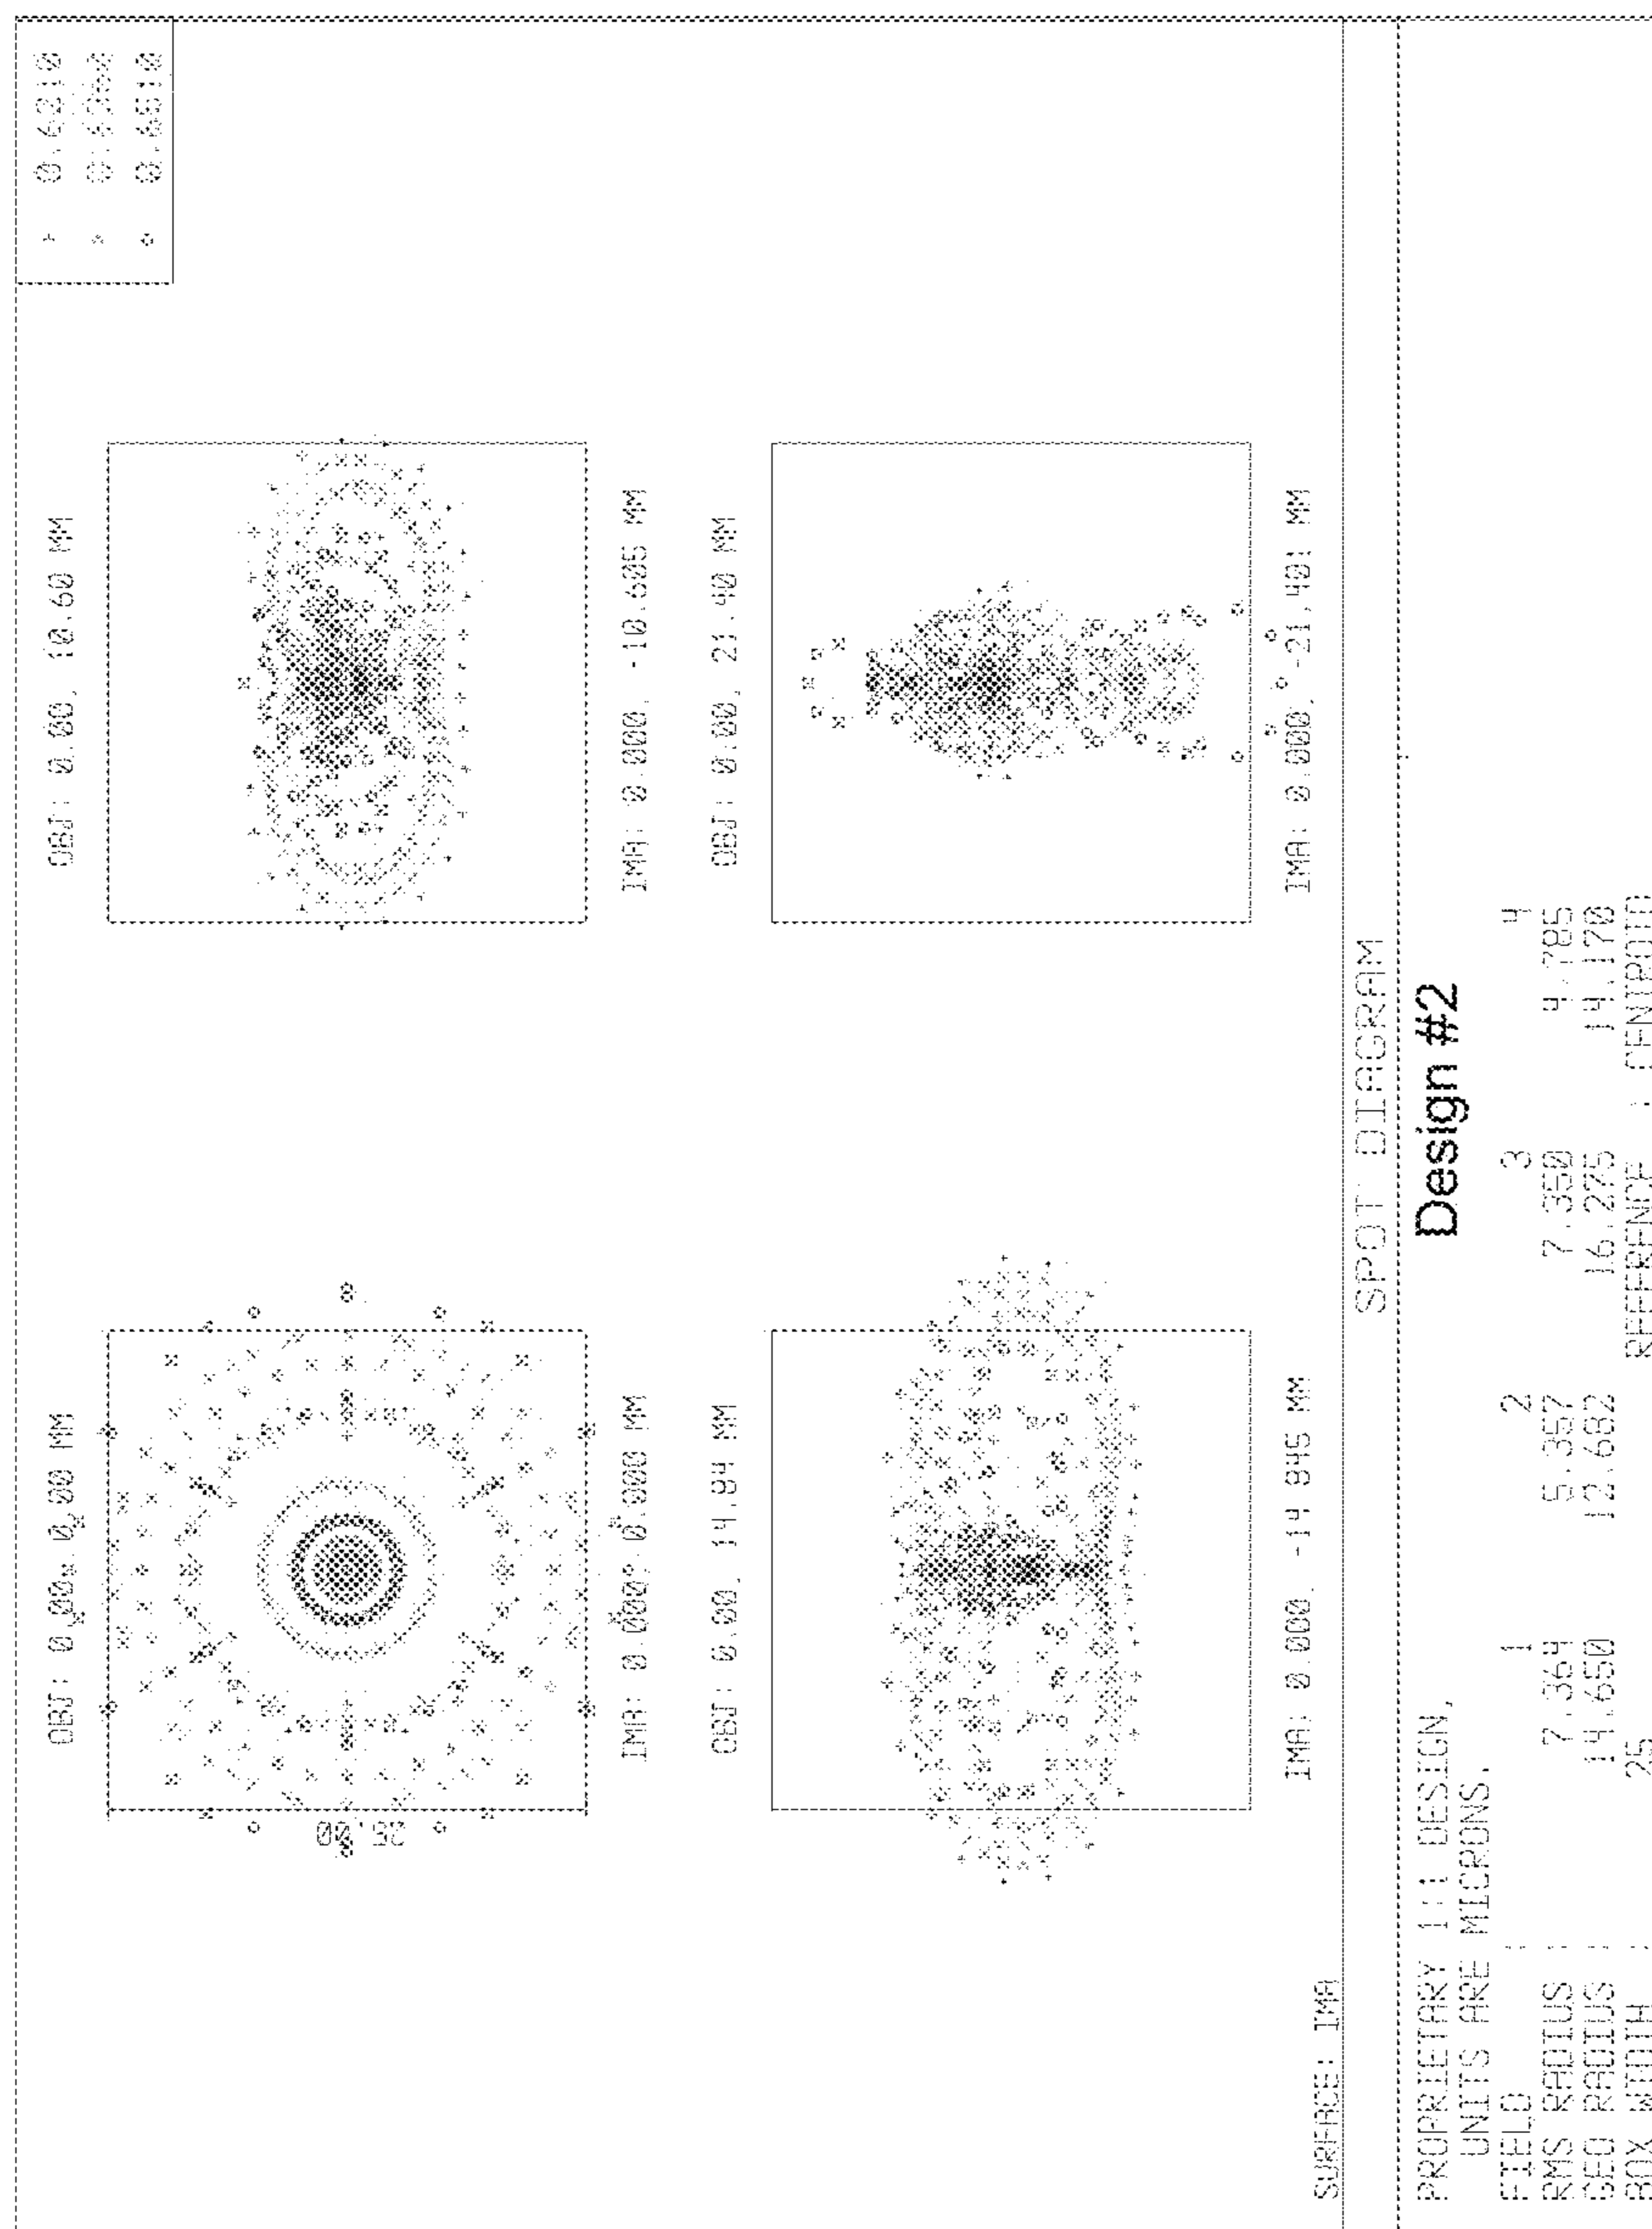 + 0.6210
0.6510
OBJ: 0.00, 0.00 MM
OBJ: 0.00, 10.60 MM
25.00
IMA: 0.000, 0.000 MM
IMA: 0.000, -10.605 MM
OBJ: 0.00, 14.84 MM
OBJ: 0.00, 21.40 MM
IMA: 0.000, -14.845 MM
IMA: 0.000, -21.401 MM
SURFACE: IMA
SPOT DIAGRAM
Design #2
PROPRIETARY 1:1 DESIGN,
UNITS ARE MICRONS.
FIELD : 1 2 3 4
RMS RADIUS : 7.364 5.357 7.350 4.785
GEO RADIUS : 14.650 12.682 16.275 14.170
BOX WIDTH : 25 REFERENCE : CENTROID